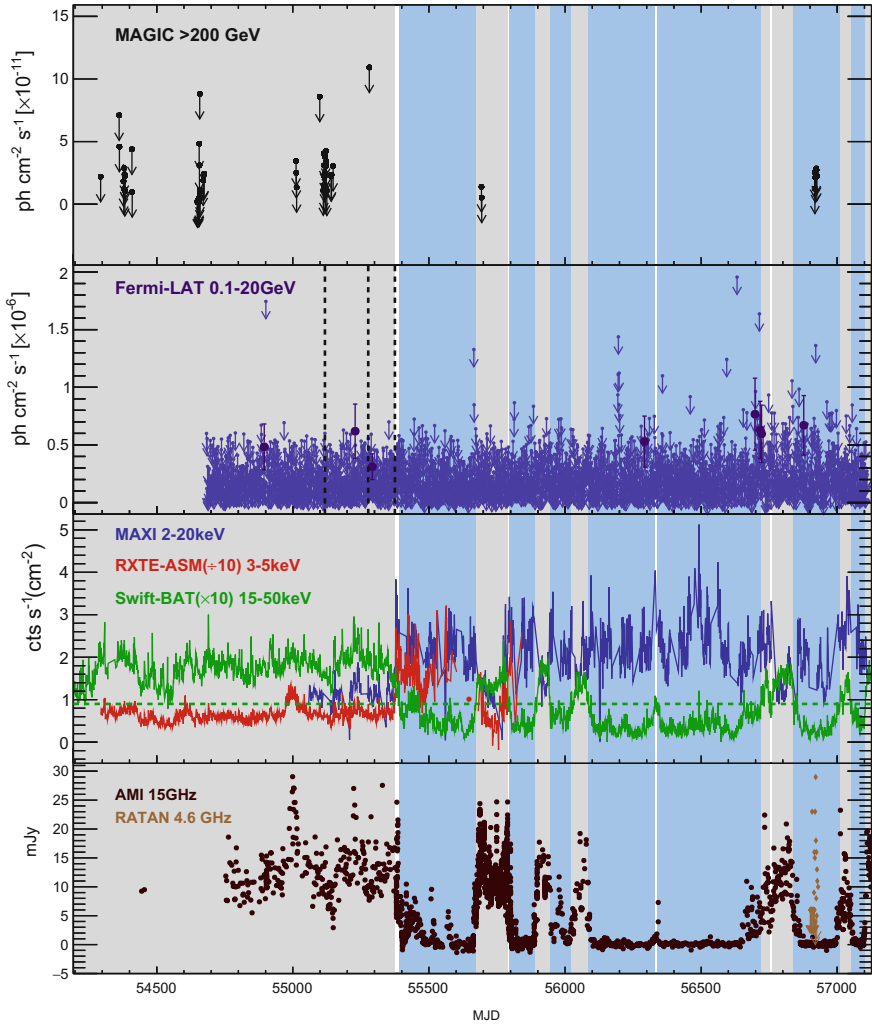 MAGIC >200 GeV
ph cm-2 s-1 [×10-11]
15
10
5
0
Fermi-LAT 0.1-20GeV
ph cm-2 s-1 [×10-6]
2
1.5
1
0.5
0
MAXI 2-20keV
RXTE-ASM(÷10) 3-5keV
Swift-BAT(×10) 15-50keV
cts s-1(cm-2)
5
4
3
2
1
0
AMI 15GHz
RATAN 4.6 GHz
mJy
30
25
20
15
10
5
0
−5
54500 55000 55500 56000 56500 57000
MJD